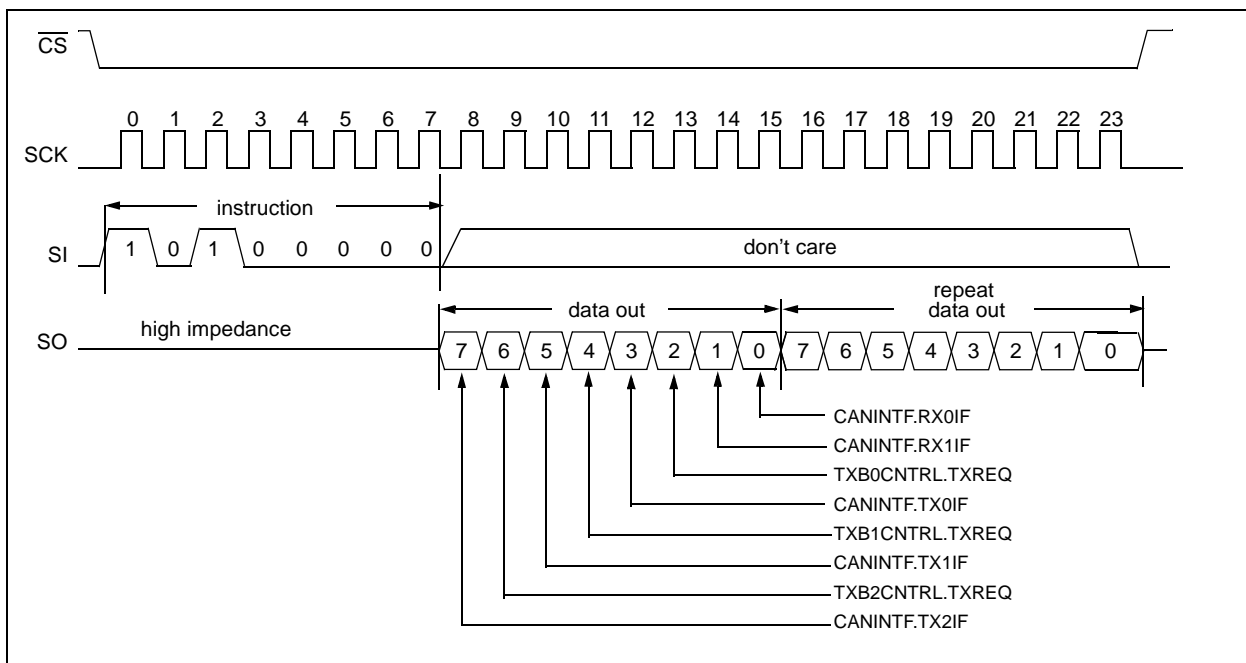 CS
0 1 2 3 4 5 6 7 8 9 10 11 12 13 14 15 16 17 18 19 20 21 22 23
SCK
instruction
SI 1 0 1 0 0 0 0 0 don't care
data out
repeat
data out
SO high impedance 7 6 5 4 3 2 1 0 7 6 5 4 3 2 1 0
CANINTF.RX0IF
CANINTF.RX1IF
TXB0CNTRL.TXREQ
CANINTF.TX0IF
TXB1CNTRL.TXREQ
CANINTF.TX1IF
TXB2CNTRL.TXREQ
CANINTF.TX2IF